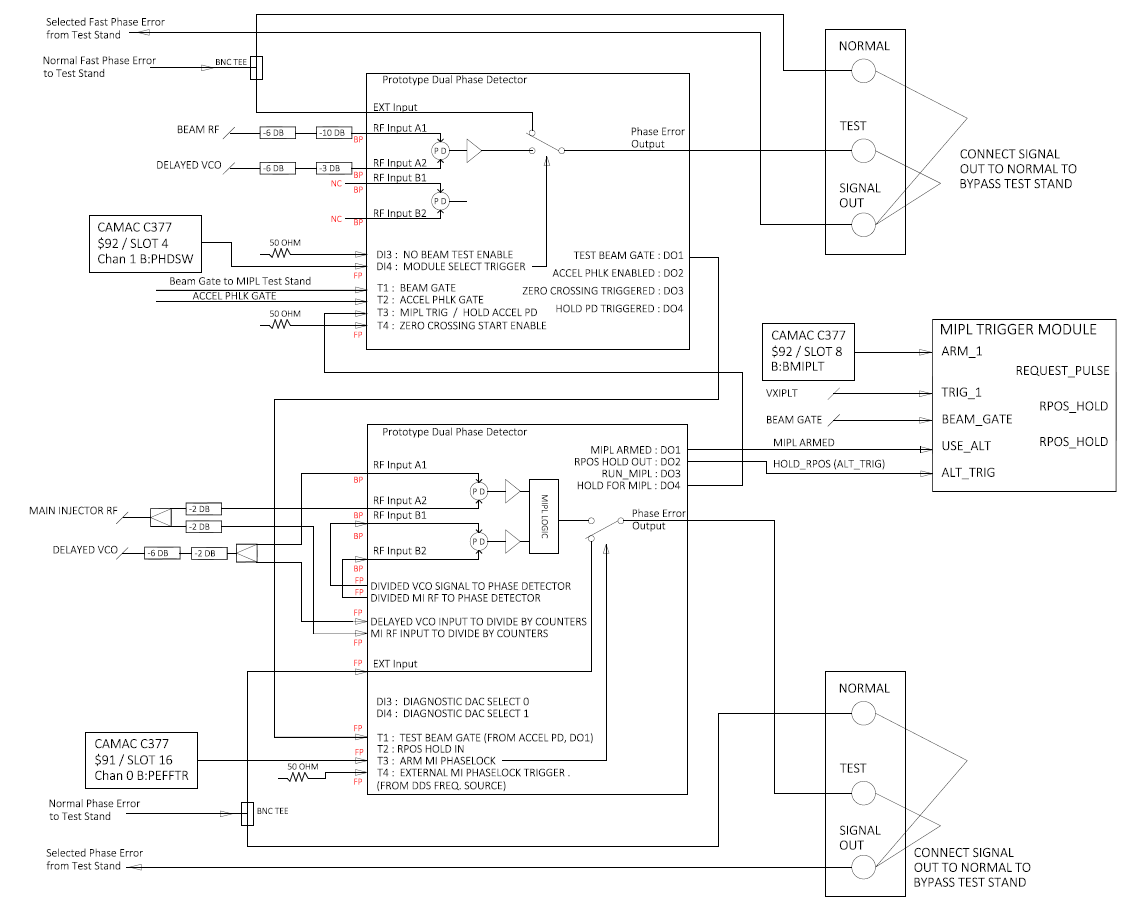 Selected Fast Phase Error
from Test Stand
Normal Fast Phase Error
to Test Stand
BNC TEE
NORMAL
TEST
SIGNAL
OUT
CONNECT SIGNAL
OUT TO NORMAL TO
BYPASS TEST STAND
Prototype Dual Phase Detector
EXT Input
BEAM RF
-6 DB
-10 DB
BP
RF Input A1
DELAYED VCO
-6 DB
-3 DB
BP
RF Input A2
NC
BP
RF Input B1
NC
BP
RF Input B2
P D
P D
Phase Error
Output
CAMAC C377
$92 / SLOT 4
Chan 1 B:PHDSW
50 OHM
DI3 : NO BEAM TEST ENABLE
DI4 : MODULE SELECT TRIGGER
FP
Beam Gate to MIPL Test Stand
ACCEL PHLK GATE
50 OHM
T1 : BEAM GATE
T2 : ACCEL PHLK GATE
T3 : MIPL TRIG / HOLD ACCEL PD
T4 : ZERO CROSSING START ENABLE
FP
TEST BEAM GATE : DO1
ACCEL PHLK ENABLED : DO2
ZERO CROSSING TRIGGERED : DO3
HOLD PD TRIGGERED : DO4
CAMAC C377
$92 / SLOT 8
B:BMIPLT
VXIPLT
BEAM GATE
MIPL ARMED
HOLD_RPOS (ALT_TRIG)
MIPL TRIGGER MODULE
ARM_1
REQUEST_PULSE
TRIG_1
RPOS_HOLD
BEAM_GATE
RPOS_HOLD
USE_ALT
ALT_TRIG
Prototype Dual Phase Detector
MIPL ARMED : DO1
RPOS HOLD OUT : DO2
RUN_MIPL : DO3
HOLD FOR MIPL : DO4
RF Input A1
BP
RF Input A2
BP
RF Input B1
BP
RF Input B2
BP
P D
P D
MIPL LOGIC
Phase Error
Output
MAIN INJECTOR RF
-2 DB
-2 DB
DELAYED VCO
-6 DB
-2 DB
FP
DIVIDED VCO SIGNAL TO PHASE DETECTOR
FP
DIVIDED MI RF TO PHASE DETECTOR
FP
DELAYED VCO INPUT TO DIVIDE BY COUNTERS
MI RF INPUT TO DIVIDE BY COUNTERS
FP
FP
EXT Input
DI3 : DIAGNOSTIC DAC SELECT 0
DI4 : DIAGNOSTIC DAC SELECT 1
FP
T1 : TEST BEAM GATE (FROM ACCEL PD, DO1)
T2 : RPOS HOLD IN
FP
T3 : ARM MI PHASELOCK
T4 : EXTERNAL MI PHASELOCK TRIGGER .
(FROM DDS FREQ. SOURCE)
FP
50 OHM
CAMAC C377
$91 / SLOT 16
Chan 0 B:PEFFTR
Normal Phase Error
to Test Stand
BNC TEE
Selected Phase Error
from Test Stand
NORMAL
TEST
SIGNAL
OUT
CONNECT SIGNAL
OUT TO NORMAL TO
BYPASS TEST STAND